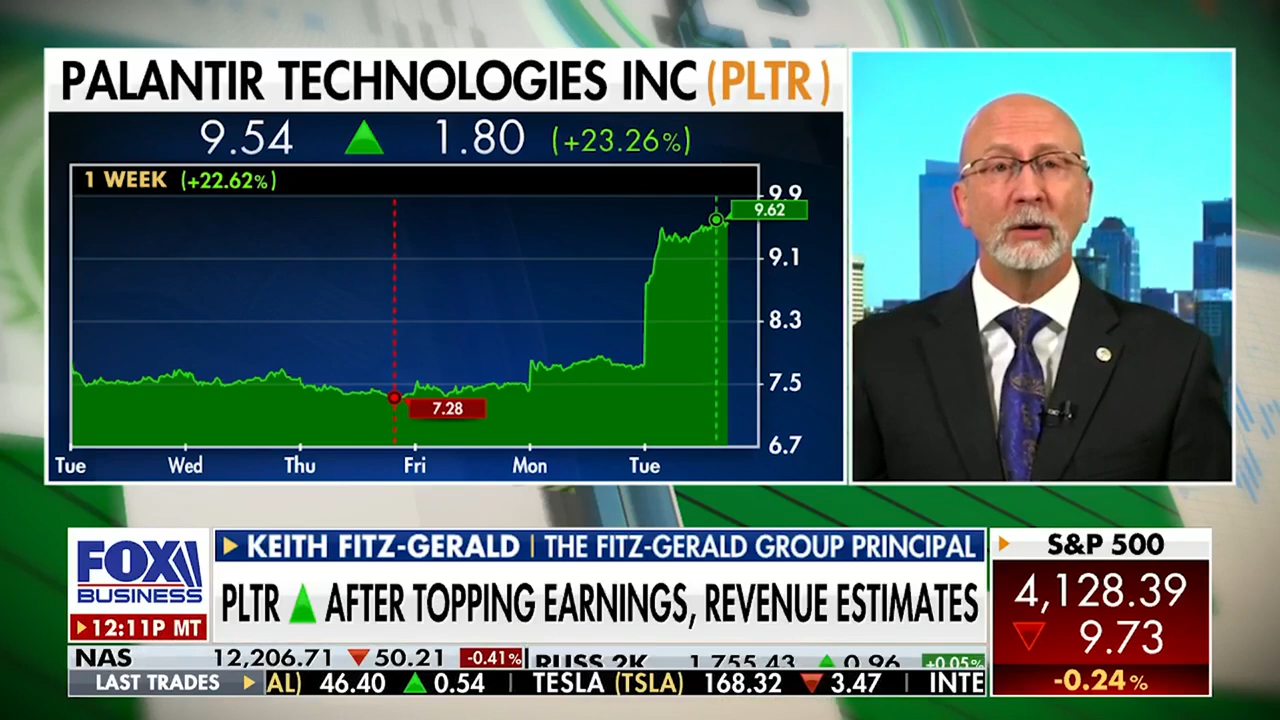 PALANTIR TECHNOLOGIES INC (PLTR)
9.54 ▲ 1.80 (+23.26%)
1 WEEK (+22.62%)
9.9
9.62
9.1
8.3
7.5
7.28
6.7
Tue Wed Thu Fri Mon Tue
FOX
BUSINESS
12:11P MT
KEITH FITZ-GERALD | THE FITZ-GERALD GROUP PRINCIPAL
PLTR ▲ AFTER TOPPING EARNINGS, REVENUE ESTIMATES
S&P 500
4,128.39
▼ 9.73
-0.24%
NAS 12,206.71 ▼ 50.21 -0.41% RUSS 2K 1,755.43 ▲ 0.96 +0.05%
LAST TRADES AL) 46.40 ▲ 0.54 | TESLA (TSLA) 168.32 ▼ 3.47 | INTE